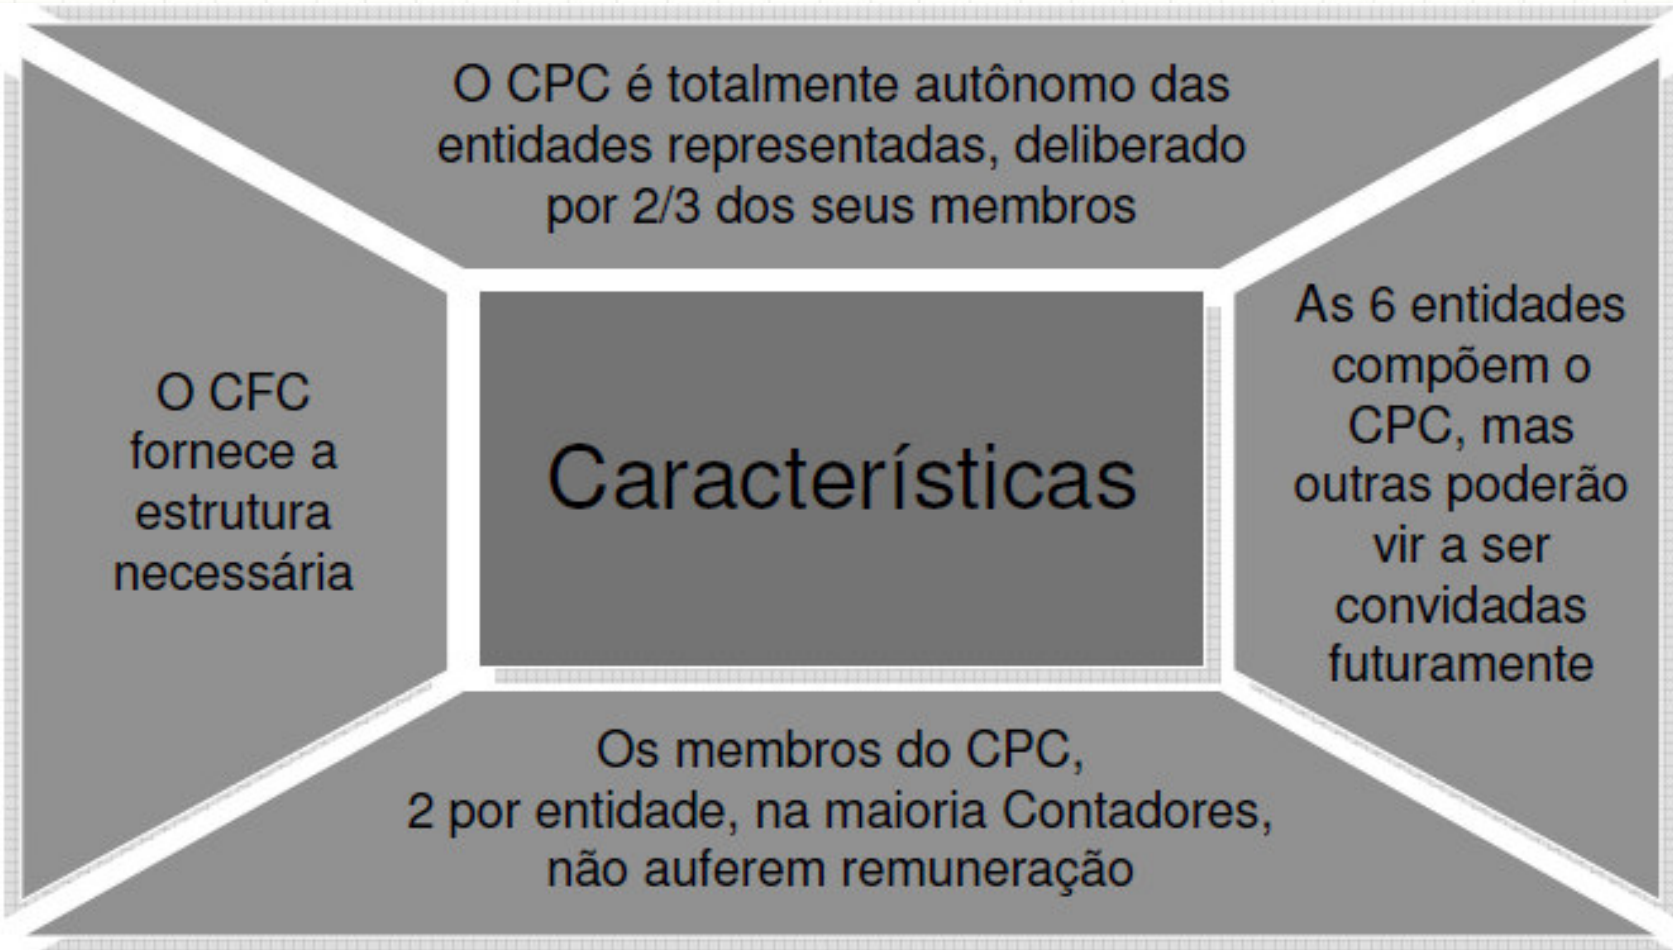 O CPC é totalmente autônomo das
entidades representadas, deliberado
por 2/3 dos seus membros
O CFC
fornece a
estrutura
necessária
Características
As 6 entidades
compõem o
CPC, mas
outras poderão
vir a ser
convidadas
futuramente
Os membros do CPC,
2 por entidade, na maioria Contadores,
não auferem remuneração